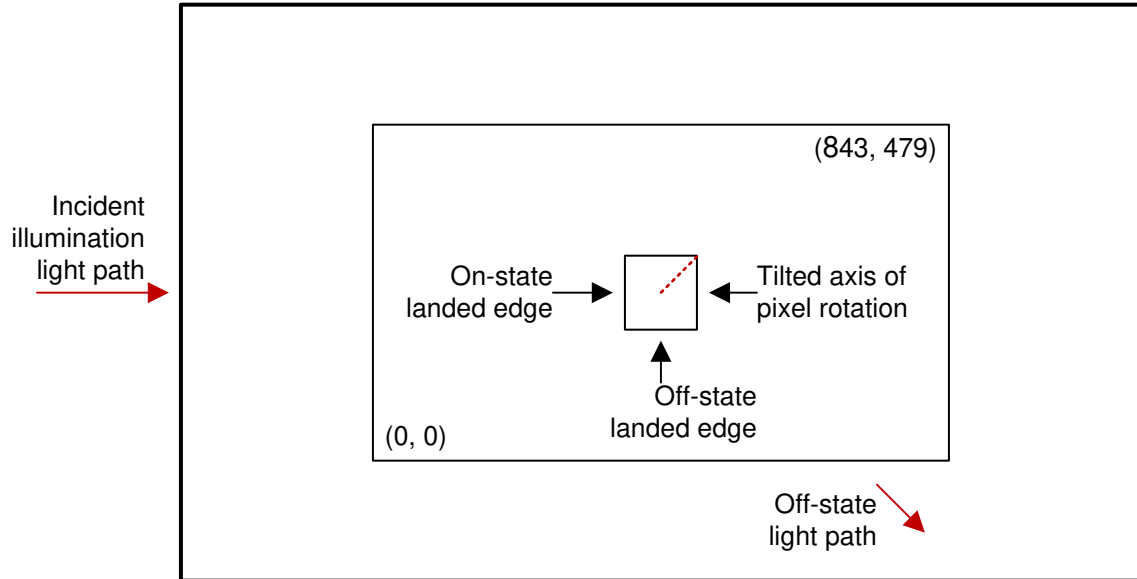 (843, 479)
Incident
illumination
light path
On-state
landed edge
Tilted axis of
pixel rotation
Off-state
landed edge
(0, 0)
Off-state
light path